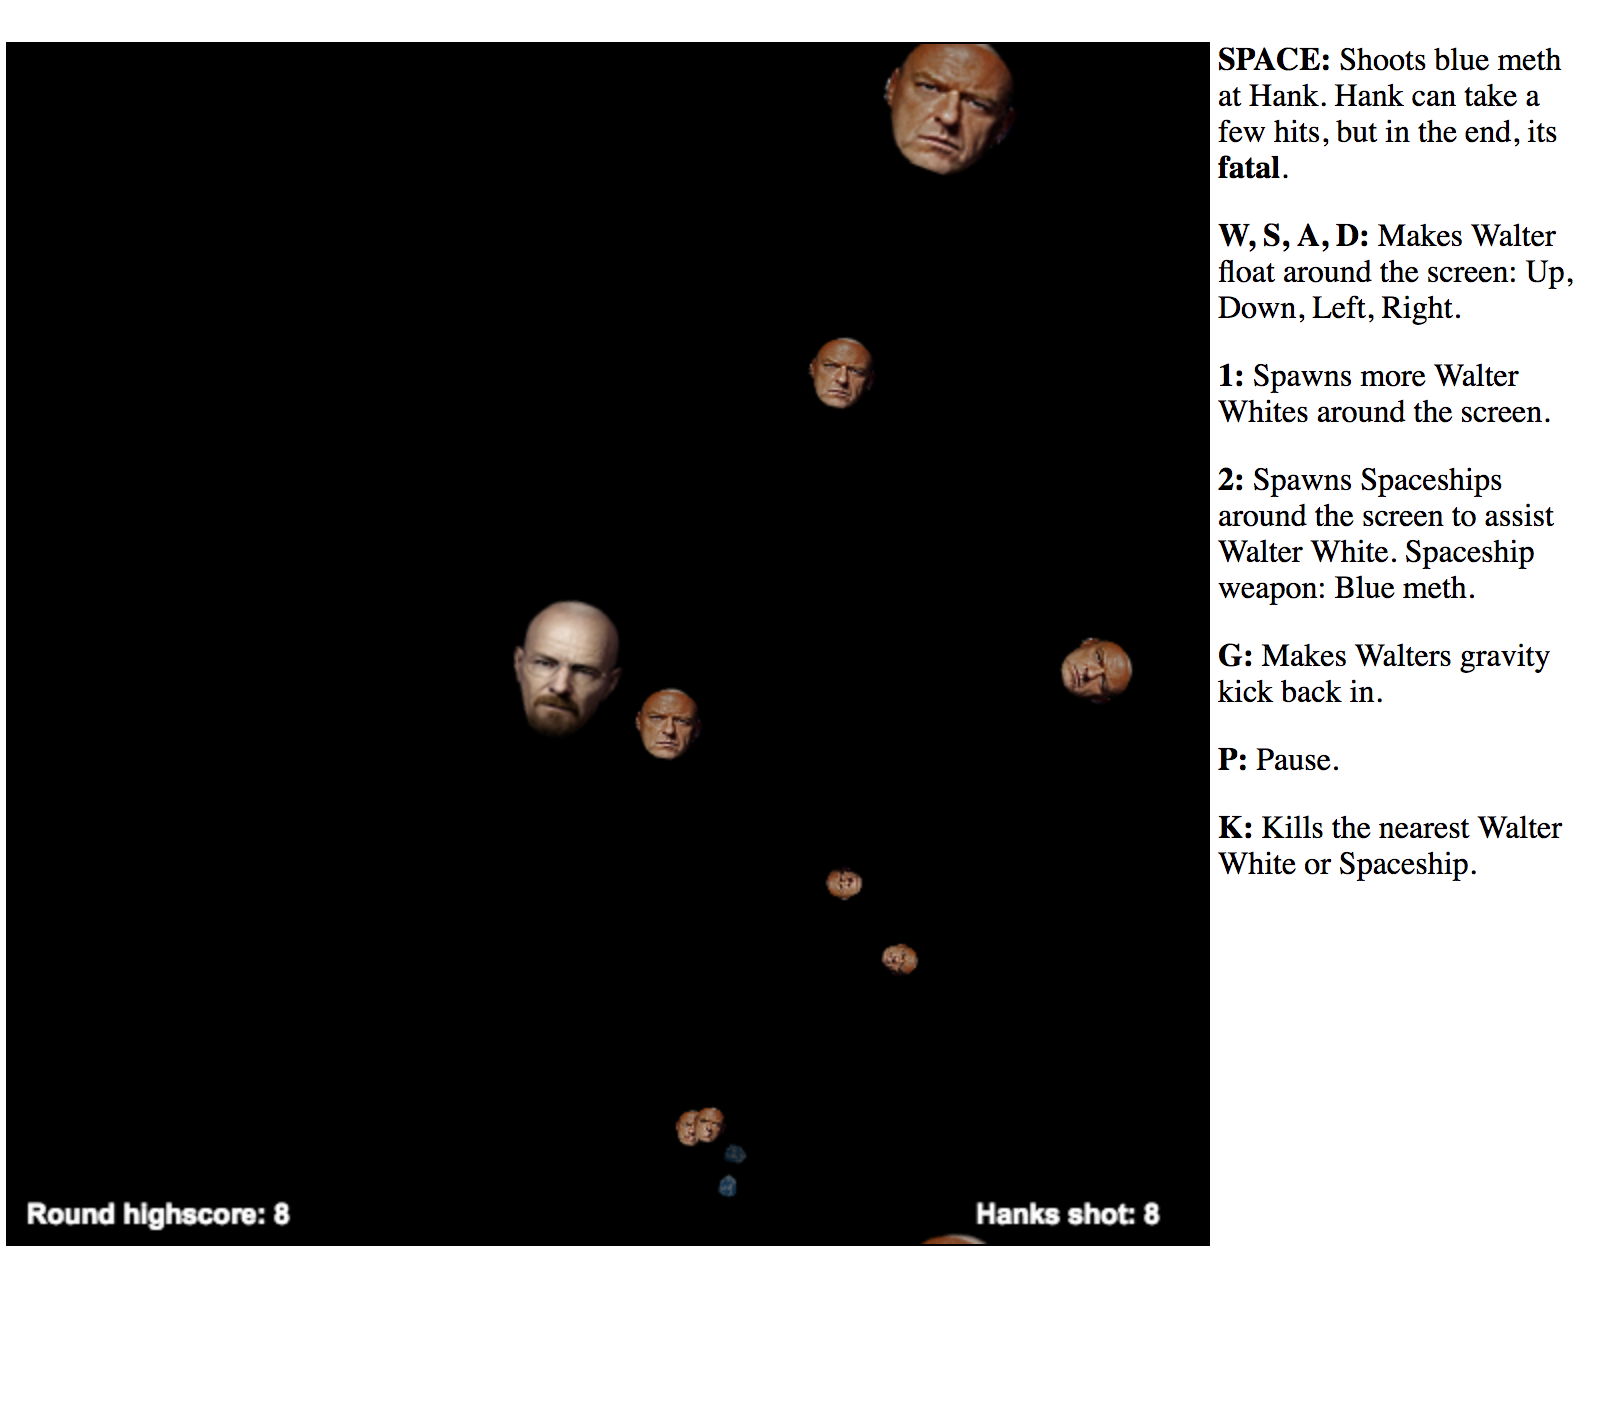 SPACE: Shoots blue meth
at Hank. Hank can take a
few hits, but in the end, its
fatal.
W, S, A, D: Makes Walter
float around the screen: Up,
Down, Left, Right.
1: Spawns more Walter
Whites around the screen.
2: Spawns Spaceships
around the screen to assist
Walter White. Spaceship
weapon: Blue meth.
G: Makes Walters gravity
kick back in.
P: Pause.
K: Kills the nearest Walter
White or Spaceship.
Round highscore: 8
Hanks shot: 8